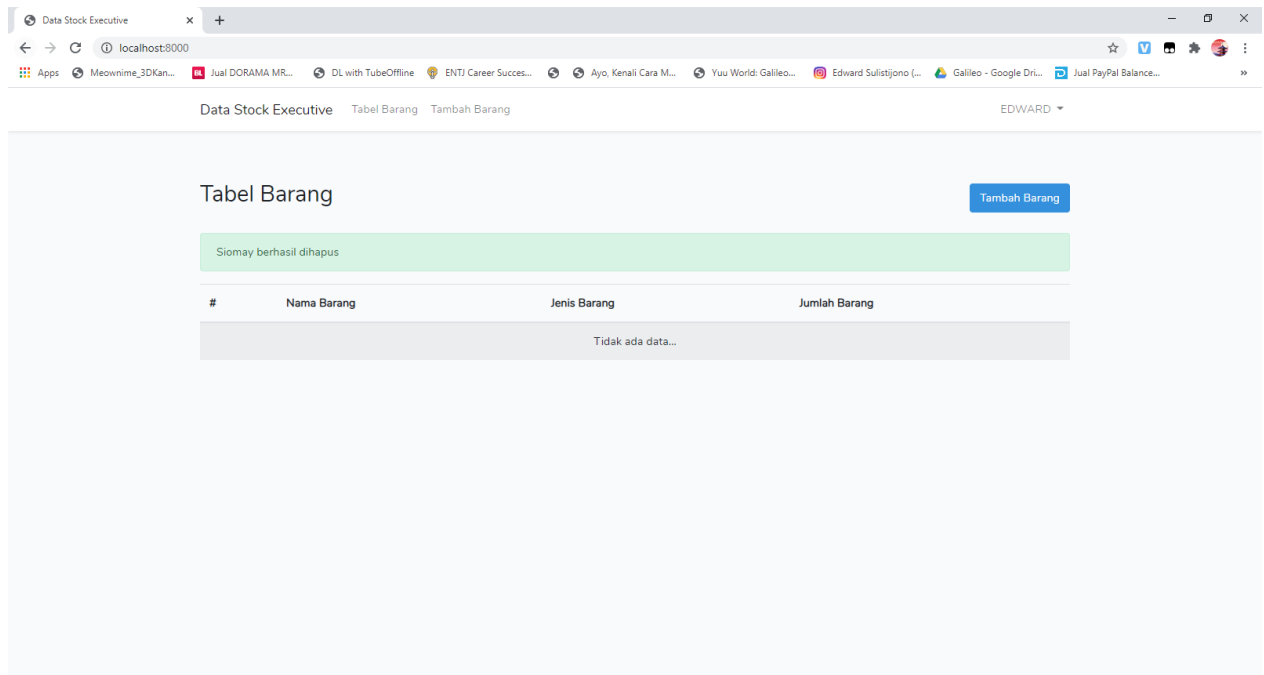 Data Stock Executive
localhost:8000
Apps Meownime_3DKan... Jual DORAMA MR... DL with TubeOffline ENTJ Career Succes... Ayo, Kenali Cara M... Yuu World: Galileo... Edward Sulistijono (... Galileo - Google Dri... Jual PayPal Balance... »
Data Stock Executive Tabel Barang Tambah Barang EDWARD
Tabel Barang Tambah Barang
Siomay berhasil dihapus
# Nama Barang Jenis Barang Jumlah Barang
Tidak ada data...